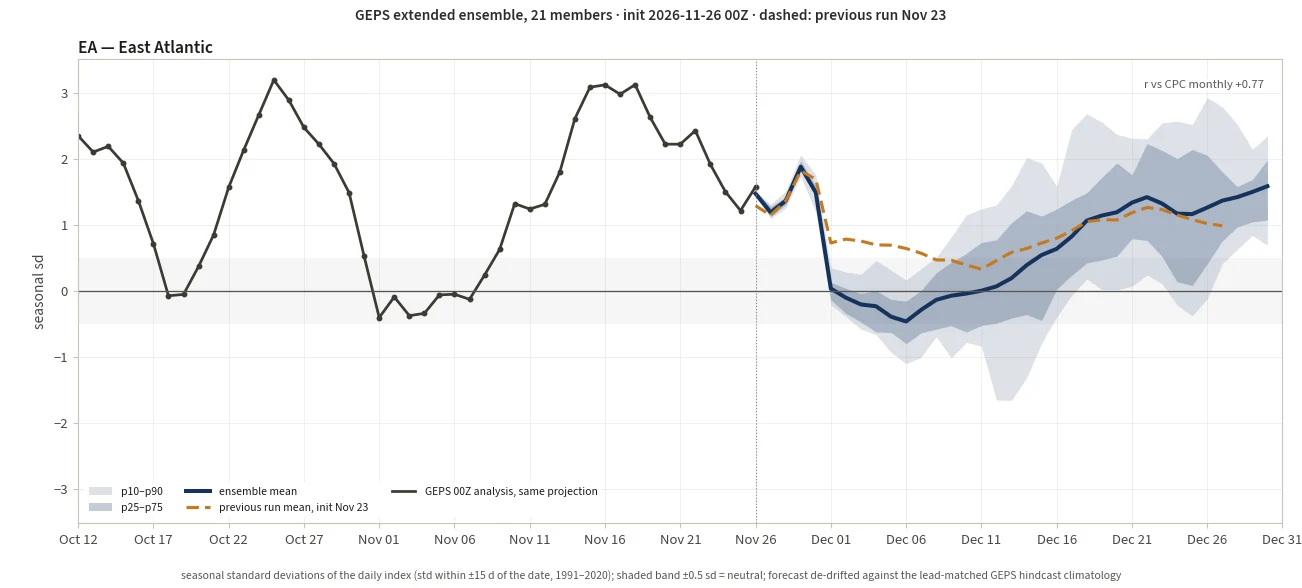 GEPS extended ensemble, 21 members · init 2026-11-26 00Z · dashed: previous run Nov 23
EA — East Atlantic
r vs CPC monthly +0.77
seasonal sd
3
2
1
0
−1
−2
−3
p10–p90
ensemble mean
GEPS 00Z analysis, same projection
p25–p75
previous run mean, init Nov 23
Oct 12 Oct 17 Oct 22 Oct 27 Nov 01 Nov 06 Nov 11 Nov 16 Nov 21 Nov 26 Dec 01 Dec 06 Dec 11 Dec 16 Dec 21 Dec 26 Dec 31
seasonal standard deviations of the daily index (std within ±15 d of the date, 1991–2020); shaded band ±0.5 sd = neutral; forecast de-drifted against the lead-matched GEPS hindcast climatology